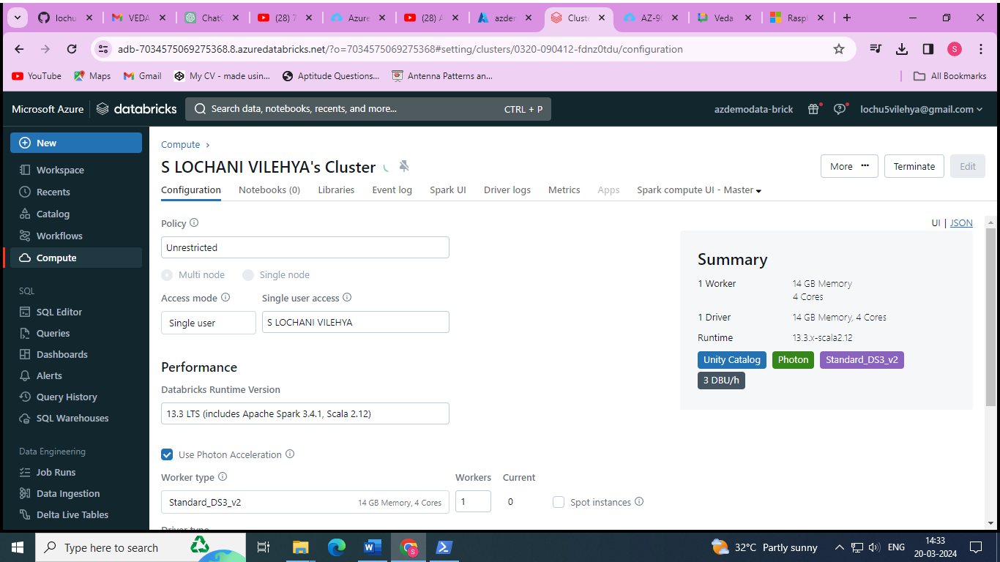 lochu
VEDA
ChatG
(28) 7
Azure
(28) A
azder
Cluste
AZ-90
Veda
Raspl
adb-7034575069275368.8.azuredatabricks.net/?o=7034575069275368#setting/clusters/0320-090412-fdnz0tdu/configuration
S
YouTube Maps Gmail My CV - made usin... Aptitude Questions... Antenna Patterns an... All Bookmarks
Microsoft Azure databricks Search data, notebooks, recents, and more... CTRL + P azdemodata-brick lochu5vilehya@gmail.com
New
Workspace
Recents
Catalog
Workflows
Compute
SQL
SQL Editor
Queries
Dashboards
Alerts
Query History
SQL Warehouses
Data Engineering
Job Runs
Data Ingestion
Delta Live Tables
Compute >
S LOCHANI VILEHYA's Cluster
More ··· Terminate Edit
Configuration Notebooks (0) Libraries Event log Spark UI Driver logs Metrics Apps Spark compute UI - Master
UI | JSON
Policy
Unrestricted
Multi node Single node
Access mode Single user access
Single user S LOCHANI VILEHYA
Performance
Databricks Runtime Version
13.3 LTS (includes Apache Spark 3.4.1, Scala 2.12)
Use Photon Acceleration
Worker type Workers Current
Standard_DS3_v2 14 GB Memory, 4 Cores 1 0 Spot instances
Driver type
Summary
1 Worker 14 GB Memory
4 Cores
1 Driver 14 GB Memory, 4 Cores
Runtime 13.3.x-scala2.12
Unity Catalog Photon Standard_DS3_v2
3 DBU/h
Type here to search
32°C Partly sunny
ENG
14:33
20-03-2024